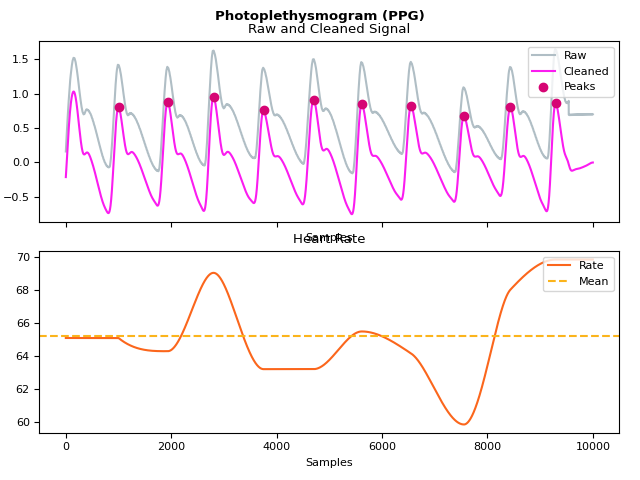 Photoplethysmogram (PPG)
Raw and Cleaned Signal
1.5
1.0
0.5
0.0
−0.5
Raw
Cleaned
Peaks
Samples
Heart Rate
70
68
66
64
62
60
Rate
Mean
0 2000 4000 6000 8000 10000
Samples